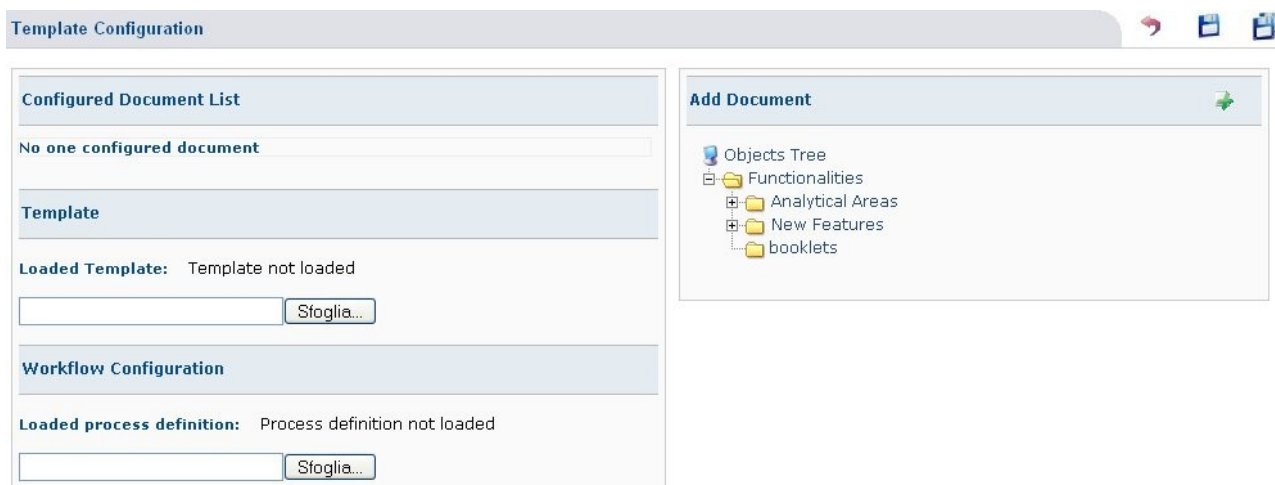 Template Configuration
Configured Document List
No one configured document
Template
Loaded Template: Template not loaded
Sfoglia...
Workflow Configuration
Loaded process definition: Process definition not loaded
Sfoglia...
Add Document
Objects Tree
Functionalities
Analytical Areas
New Features
booklets